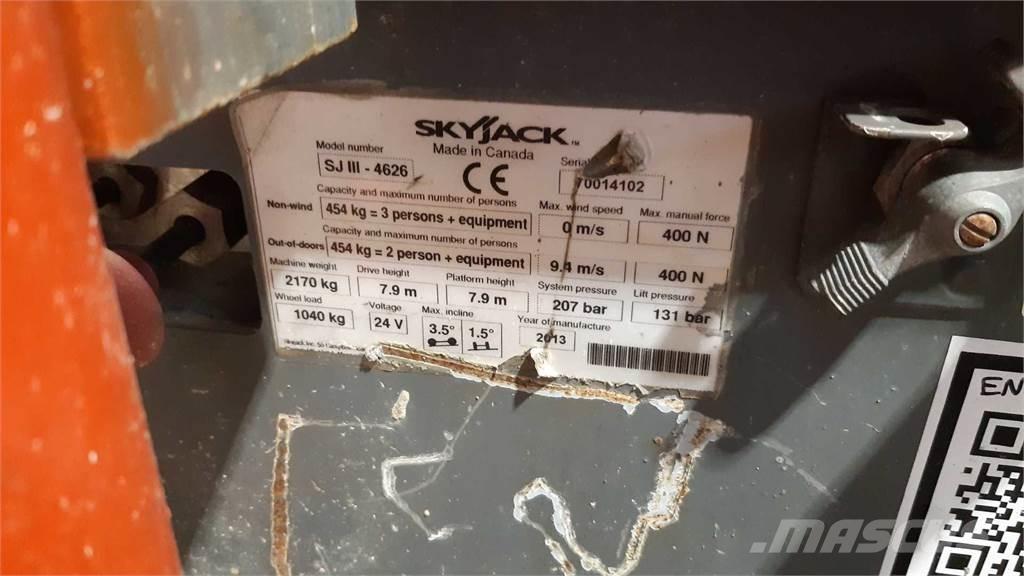 SKYJACK™
Made in Canada
CE
Model number
SJ III - 4626
70014102
Capacity and maximum number of persons
Non-wind
454 kg = 3 persons + equipment
Max. wind speed
0 m/s
Max. manual force
400 N
Capacity and maximum number of persons
Out-of-doors
454 kg = 2 person + equipment
9.4 m/s
400 N
Machine weight
2170 kg
Drive height
7.9 m
Platform height
7.9 m
System pressure
207 bar
Lift pressure
131 bar
Wheel load
1040 kg
Voltage
24 V
Max. incline
3.5°
1.5°
Year of manufacture
2013
Skyjack Inc.
EN